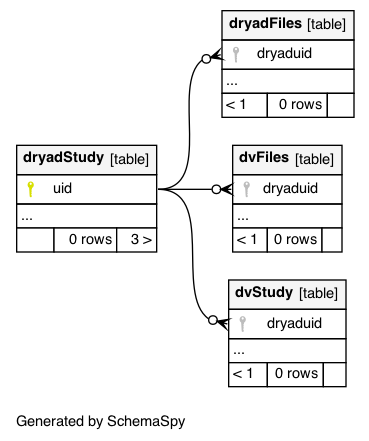 dryadFiles [table]
dryaduid
...
< 1 0 rows
dryadStudy [table]
uid
...
0 rows 3 >
dvFiles [table]
dryaduid
...
< 1 0 rows
dvStudy [table]
dryaduid
...
< 1 0 rows
Generated by SchemaSpy